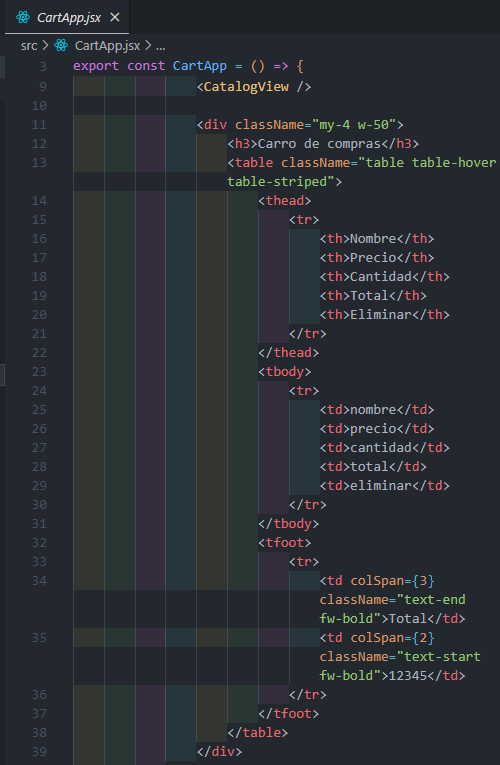 CartApp.jsx
src > CartApp.jsx > ...
3 export const CartApp = () => {
9 <CatalogView />
10
11 <div className="my-4 w-50">
12 <h3>Carro de compras</h3>
13 <table className="table table-hover
table-striped">
14 <thead>
15 <tr>
16 <th>Nombre</th>
17 <th>Precio</th>
18 <th>Cantidad</th>
19 <th>Total</th>
20 <th>Eliminar</th>
21 </tr>
22 </thead>
23 <tbody>
24 <tr>
25 <td>nombre</td>
26 <td>precio</td>
27 <td>cantidad</td>
28 <td>total</td>
29 <td>eliminar</td>
30 </tr>
31 </tbody>
32 <tfoot>
33 <tr>
34 <td colSpan={3}
className="text-end
fw-bold">Total</td>
35 <td colSpan={2}
className="text-start
fw-bold">12345</td>
36 </tr>
37 </tfoot>
38 </table>
39 </div>